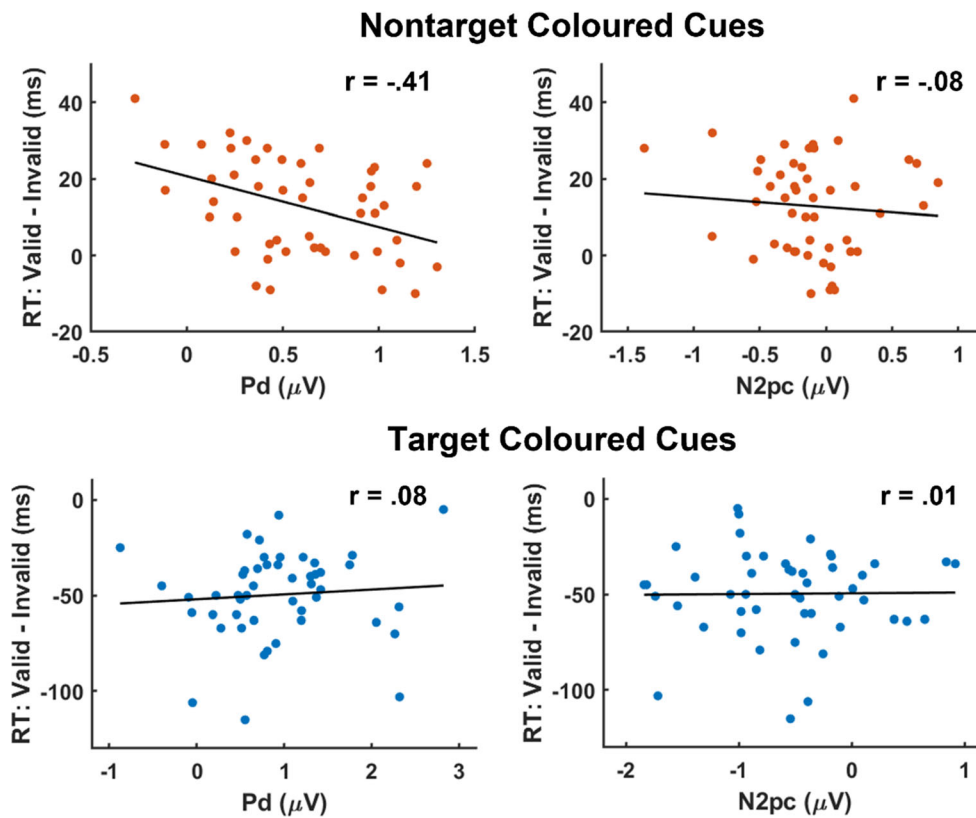 Nontarget Coloured Cues
r = -.41
RT: Valid - Invalid (ms)
40
20
0
-20
-0.5
0
0.5
1
1.5
Pd (μV)
r = -.08
RT: Valid - Invalid (ms)
40
20
0
-20
-1.5
-1
-0.5
0
0.5
1
N2pc (μV)
Target Coloured Cues
r = .08
RT: Valid - Invalid (ms)
0
-50
-100
-1
0
1
2
3
Pd (μV)
r = .01
RT: Valid - Invalid (ms)
0
-50
-100
-2
-1
0
1
N2pc (μV)